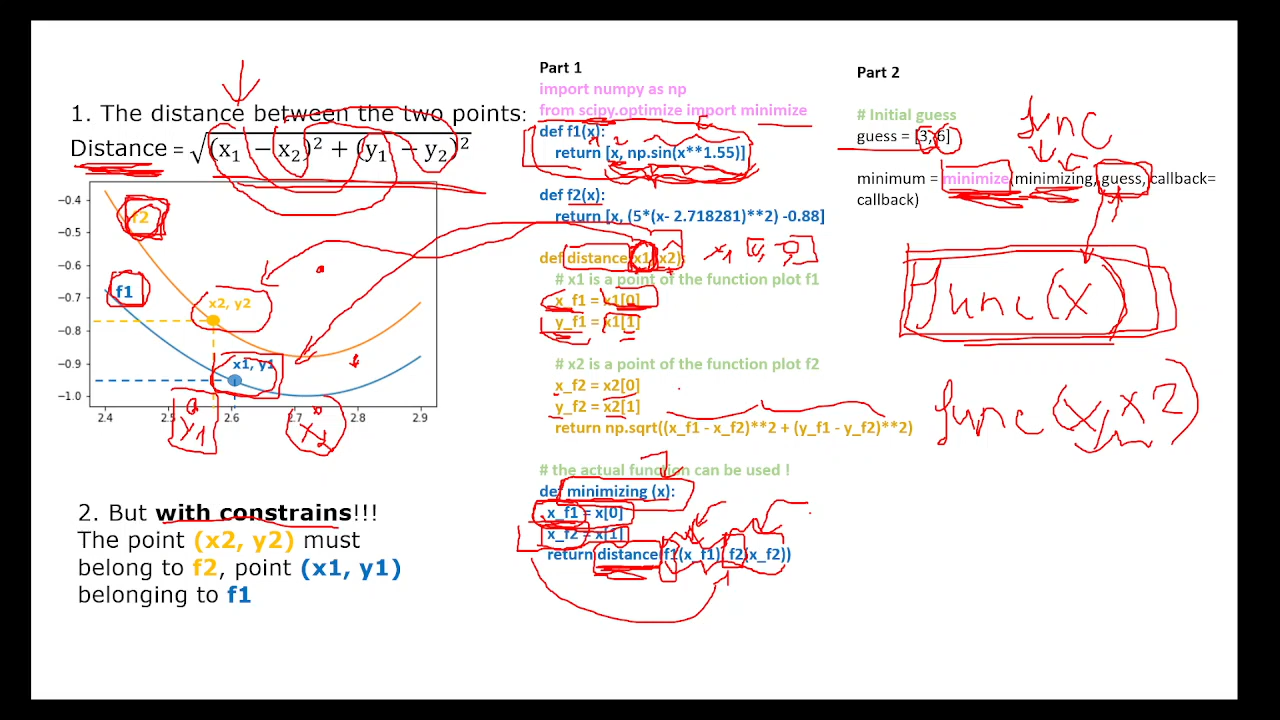 1. The distance between the two points:
Distance = √(x₁ − x₂)² + (y₁ − y₂)²
-0.4
-0.5
-0.6
-0.7
-0.8
-0.9
-1.0
2.4 2.5 2.6 2.7 2.8 2.9
f2
f1
x2, y2
x1, y1
y1
x2
2. But with constrains!!!
The point (x2, y2) must
belong to f2, point (x1, y1)
belonging to f1
Part 1
import numpy as np
from scipy.optimize import minimize
def f1(x):
return [x, np.sin(x**1.55)]
def f2(x):
return [x, (5*(x- 2.718281)**2) -0.88]
def distance(x1, x2):
x1
# x1 is a point of the function plot f1
x_f1 = x1[0]
y_f1 = x1[1]
# x2 is a point of the function plot f2
x_f2 = x2[0]
y_f2 = x2[1]
return np.sqrt((x_f1 - x_f2)**2 + (y_f1 - y_f2)**2)
# the actual function can be used !
def minimizing (x):
x_f1 = x[0]
x_f2 = x[1]
return distance(f1(x_f1), f2(x_f2))
Part 2
# Initial guess
guess = [3, 6]
func
minimum = minimize(minimizing, guess, callback=
callback)
func(x)
func(x, x2)